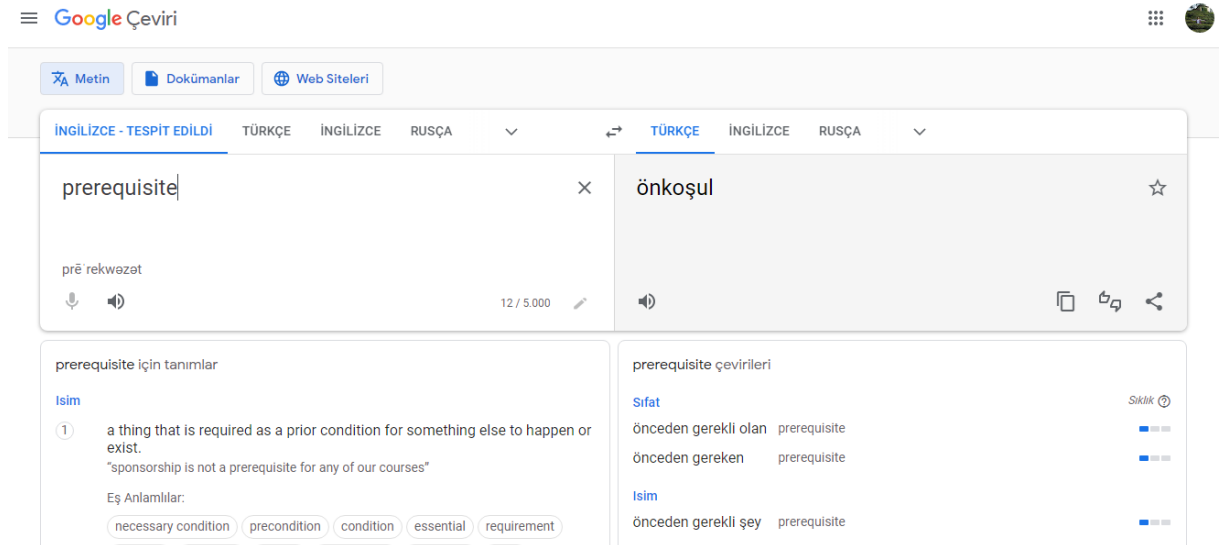 Google Çeviri
Metin
Dokümanlar
Web Siteleri
İNGİLİZCE - TESPİT EDİLDİ TÜRKÇE İNGİLİZCE RUSÇA
TÜRKÇE İNGİLİZCE RUSÇA
prerequisite
önkoşul
prēˈrekwəzət
12 / 5.000
prerequisite için tanımlar
Isim
1
a thing that is required as a prior condition for something else to happen or
exist.
"sponsorship is not a prerequisite for any of our courses"
Eş Anlamlılar:
necessary condition precondition condition essential requirement
prerequisite çevirileri
Sıfat Sıklık
önceden gerekli olan prerequisite
önceden gereken prerequisite
Isim
önceden gerekli şey prerequisite